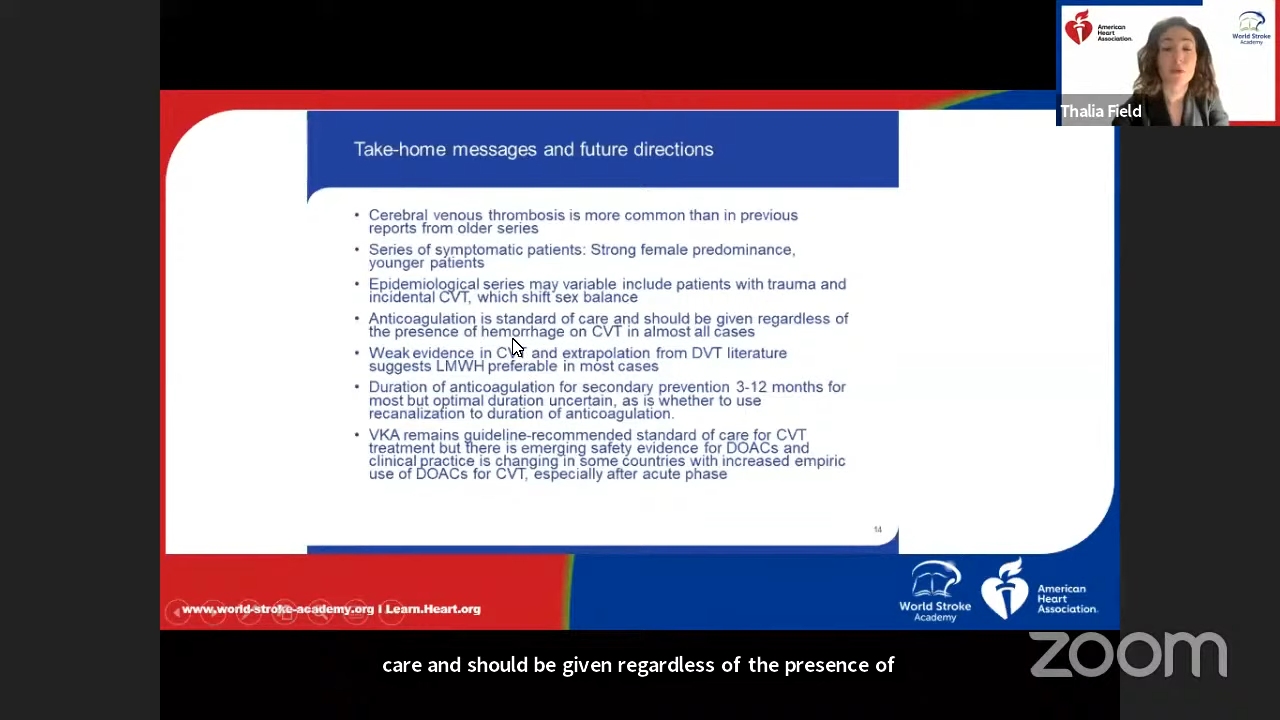 American
Heart
Association.
World Stroke
Academy
Thalia Field
Take-home messages and future directions
• Cerebral venous thrombosis is more common than in previous
reports from older series
• Series of symptomatic patients: Strong female predominance,
younger patients
• Epidemiological series may variable include patients with trauma and
incidental CVT, which shift sex balance
• Anticoagulation is standard of care and should be given regardless of
the presence of hemorrhage on CVT in almost all cases
• Weak evidence in CVT and extrapolation from DVT literature
suggests LMWH preferable in most cases
• Duration of anticoagulation for secondary prevention 3-12 months for
most but optimal duration uncertain, as is whether to use
recanalization to duration of anticoagulation.
• VKA remains guideline-recommended standard of care for CVT
treatment but there is emerging safety evidence for DOACs and
clinical practice is changing in some countries with increased empiric
use of DOACs for CVT, especially after acute phase
14
www.world-stroke-academy.org I Learn.Heart.org
World Stroke
Academy
American
Heart
Association.
care and should be given regardless of the presence of
zoom